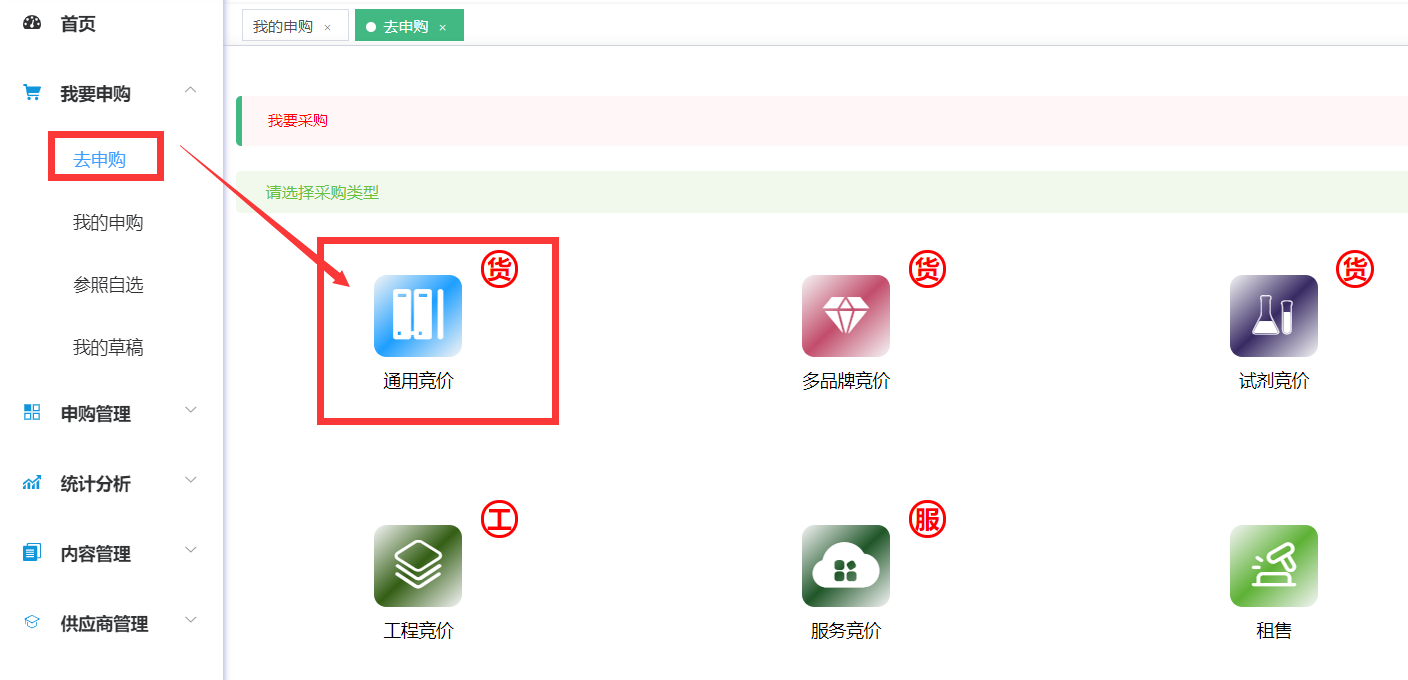 首页
我要申购
去申购
我的申购
参照自选
我的草稿
申购管理
统计分析
内容管理
供应商管理
我的申购 ×
去申购 ×
我要采购
请选择采购类型
货
通用竞价
货
多品牌竞价
货
试剂竞价
工
工程竞价
服
服务竞价
租售